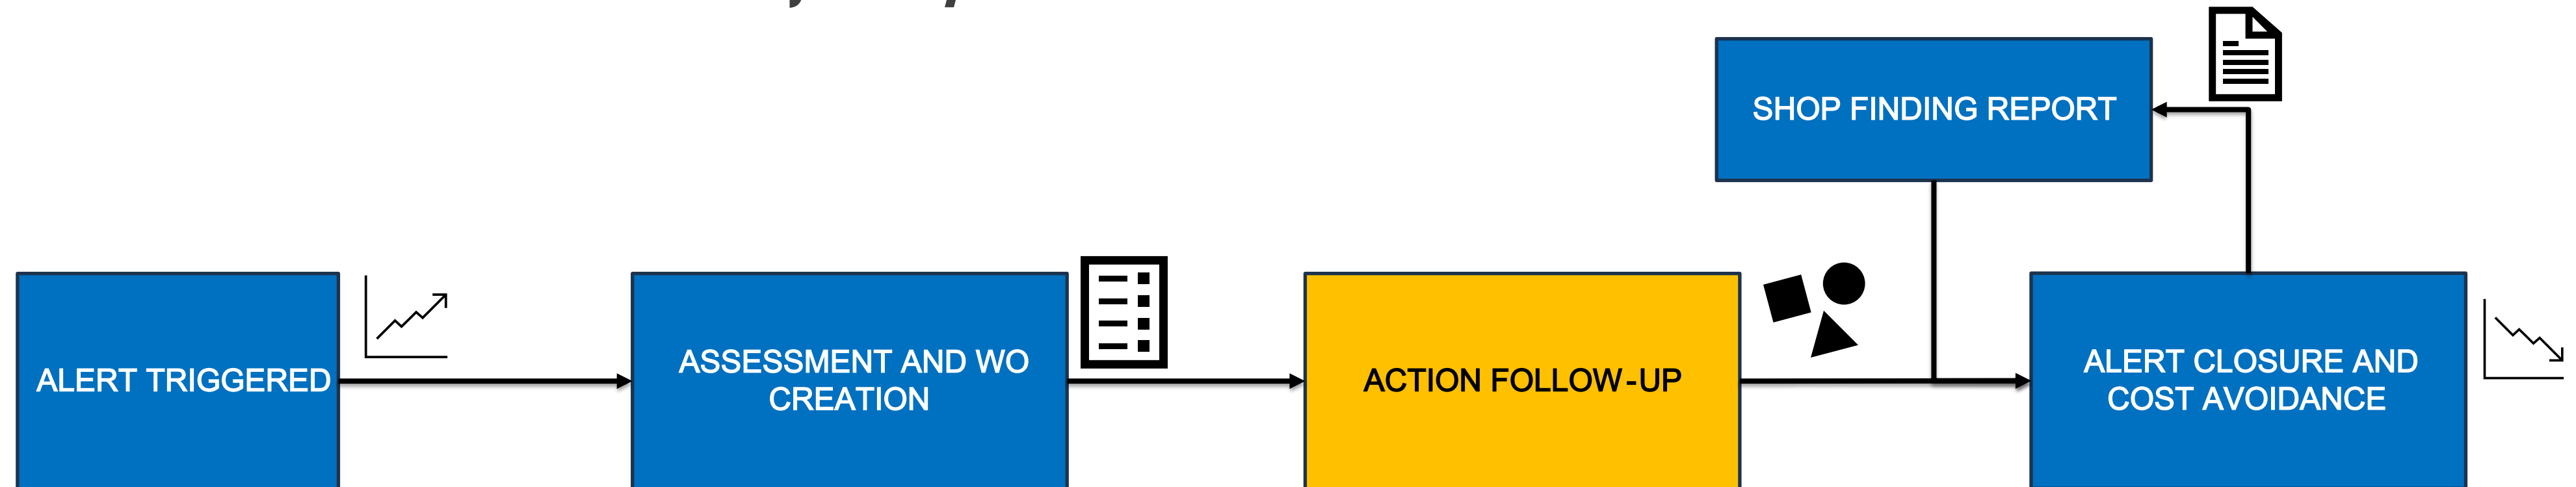 SHOP FINDING REPORT
ALERT TRIGGERED
ASSESSMENT AND WO
CREATION
ACTION FOLLOW-UP
ALERT CLOSURE AND
COST AVOIDANCE